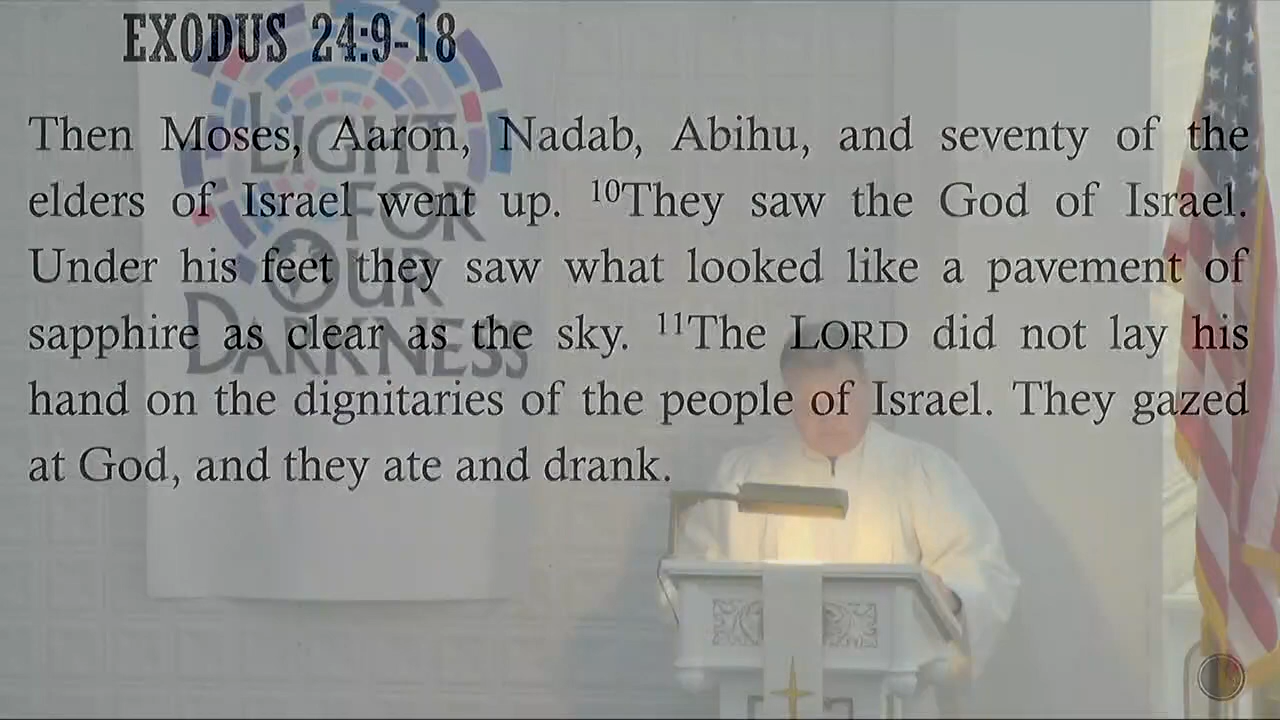 EXODUS 24:9-18
Then Moses, Aaron, Nadab, Abihu, and seventy of the
elders of Israel went up. ¹⁰They saw the God of Israel.
Under his feet they saw what looked like a pavement of
sapphire as clear as the sky. ¹¹The LORD did not lay his
hand on the dignitaries of the people of Israel. They gazed
at God, and they ate and drank.
LIGHT
FOR
OUR
DARKNESS